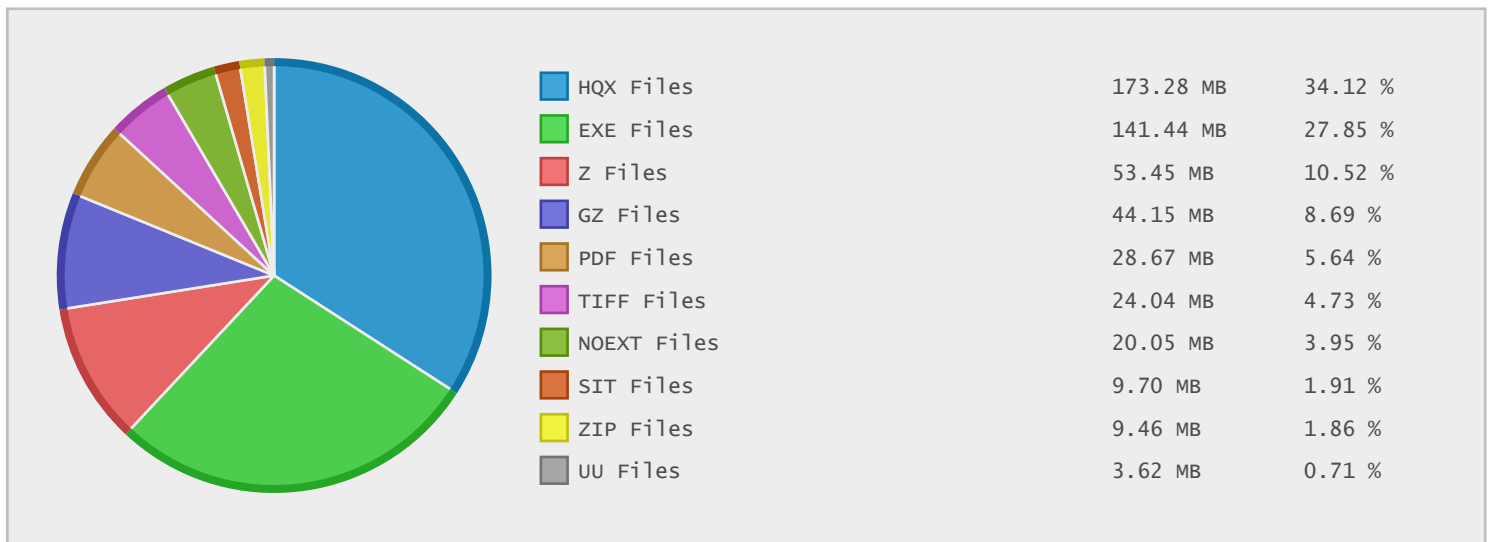 HQX Files 173.28 MB 34.12 %
EXE Files 141.44 MB 27.85 %
Z Files 53.45 MB 10.52 %
GZ Files 44.15 MB 8.69 %
PDF Files 28.67 MB 5.64 %
TIFF Files 24.04 MB 4.73 %
NOEXT Files 20.05 MB 3.95 %
SIT Files 9.70 MB 1.91 %
ZIP Files 9.46 MB 1.86 %
UU Files 3.62 MB 0.71 %